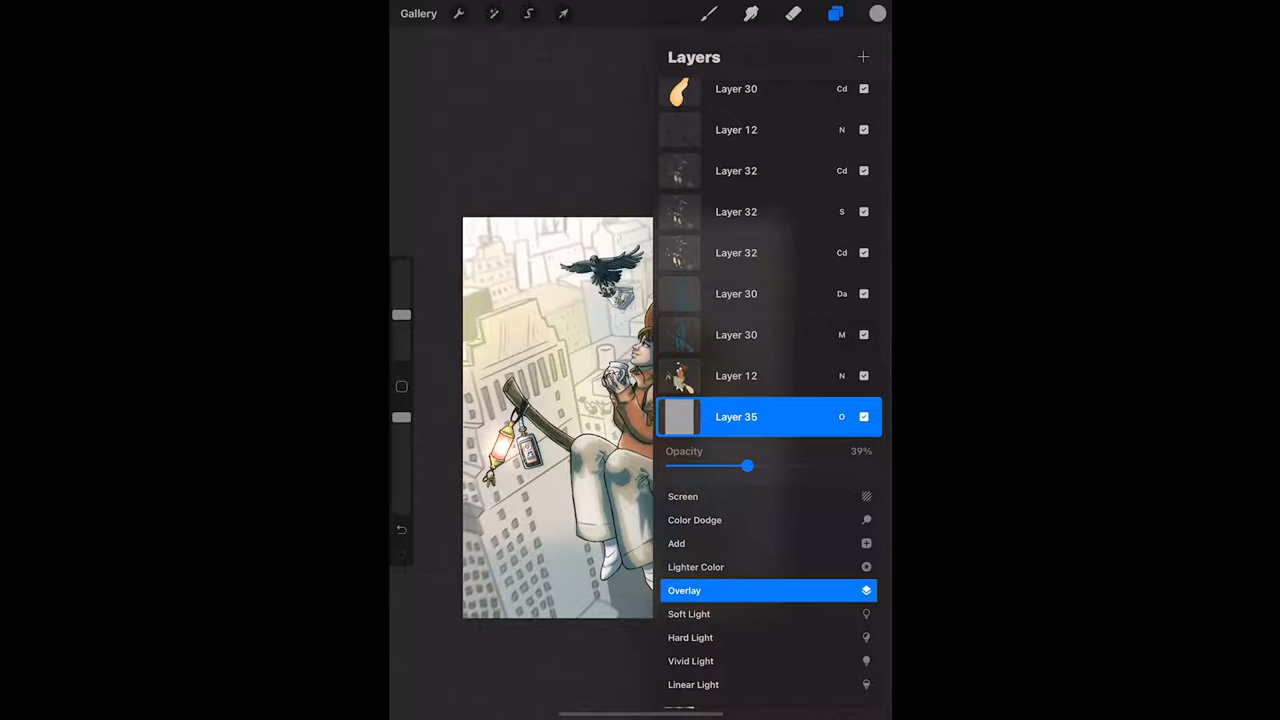 Gallery
Layers
Layer 30 Cd
Layer 12 N
Layer 32 Cd
Layer 32 S
Layer 32 Cd
Layer 30 Da
Layer 30 M
Layer 12 N
Layer 35 O
Opacity 39%
Screen
Color Dodge
Add
Lighter Color
Overlay
Soft Light
Hard Light
Vivid Light
Linear Light